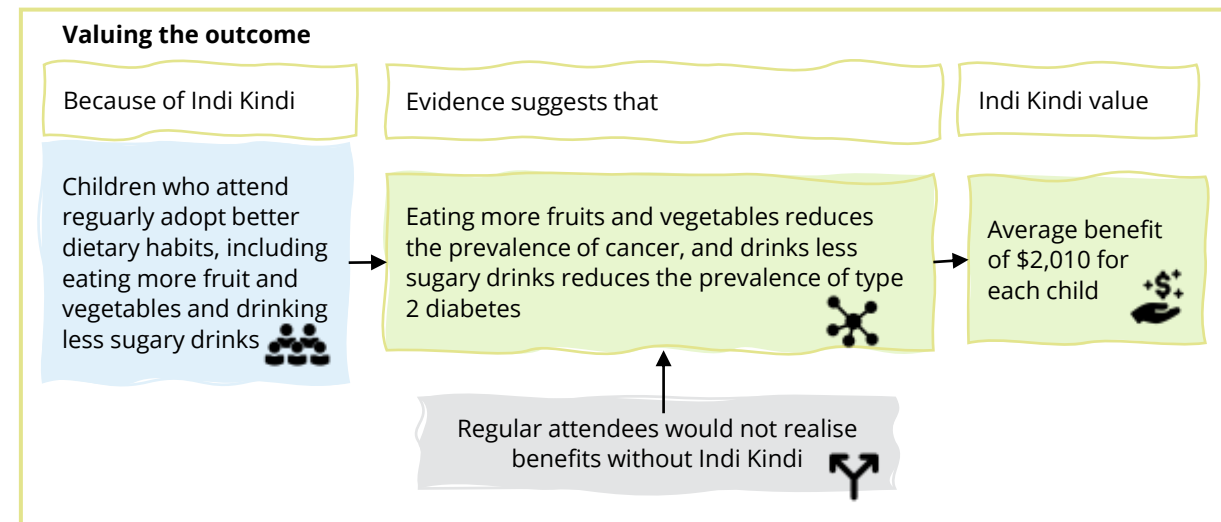 Valuing the outcome
Because of Indi Kindi
Evidence suggests that
Indi Kindi value
Children who attend
reguarly adopt better
dietary habits, including
eating more fruit and
vegetables and drinking
less sugary drinks
Eating more fruits and vegetables reduces
the prevalence of cancer, and drinks less
sugary drinks reduces the prevalence of type
2 diabetes
Average benefit
of $2,010 for
each child
+$+
Regular attendees would not realise
benefits without Indi Kindi